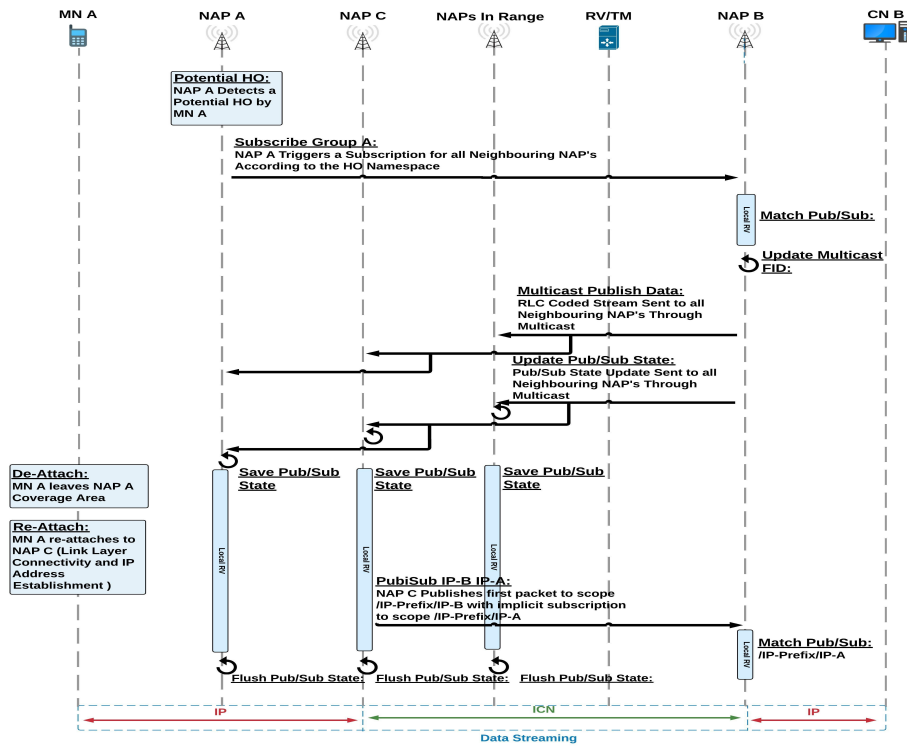 MN A
NAP A
NAP C
NAPs In Range
RV/TM
NAP B
CN B
Potential HO:
NAP A Detects a
Potential HO by
MN A
Subscribe Group A:
NAP A Triggers a Subscription for all Neighbouring NAP's
According to the HO Namespace
Local RV
Match Pub/Sub:
Update Multicast
FID:
Multicast Publish Data:
RLC Coded Stream Sent to all
Neighbouring NAP's Through
Multicast
Update Pub/Sub State:
Pub/Sub State Update Sent to all
Neighbouring NAP's Through
Multicast
De-Attach:
MN A leaves NAP A
Coverage Area
Save Pub/Sub
State
Save Pub/Sub
State
Save Pub/Sub
State
Re-Attach:
MN A re-attaches to
NAP C (Link Layer
Connectivity and IP
Address
Establishment )
Local RV
Local RV
Local RV
PubiSub IP-B IP-A:
NAP C Publishes first packet to scope
/IP-Prefix/IP-B with implicit subscription
to scope /IP-Prefix/IP-A
Local RV
Match Pub/Sub:
/IP-Prefix/IP-A
Flush Pub/Sub State:
Flush Pub/Sub State:
Flush Pub/Sub State:
IP
ICN
IP
Data Streaming